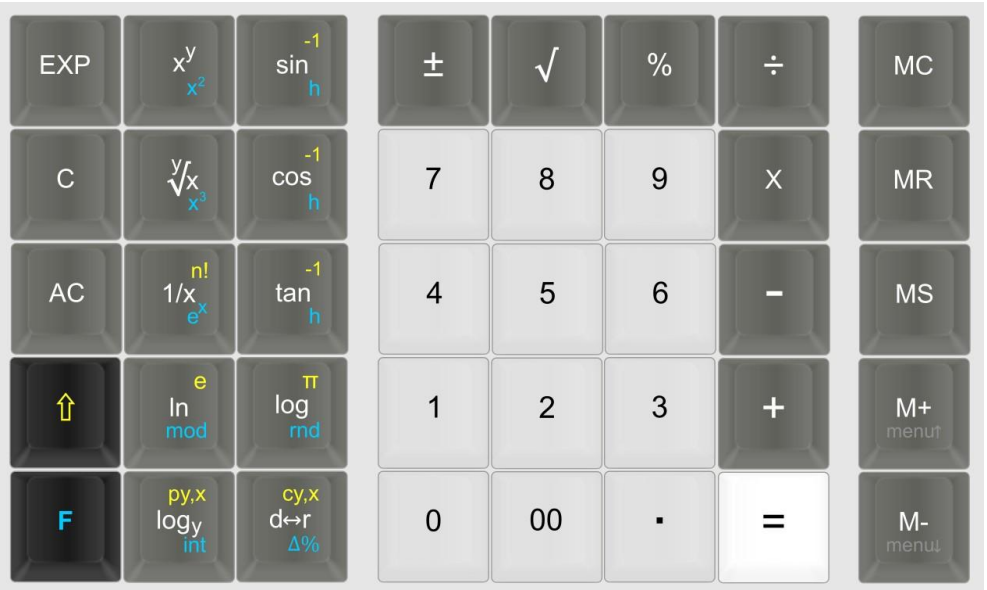 EXP xʸ x² sin -1 h ± √ % ÷ MC
C ʸ√x x³ cos -1 h 7 8 9 X MR
AC n! 1/x eˣ tan -1 h 4 5 6 - MS
⇧ e ln mod π log rnd 1 2 3 + M+ menu↑
F py,x logy int cy,x d↔r Δ% 0 00 . = M- menu↓